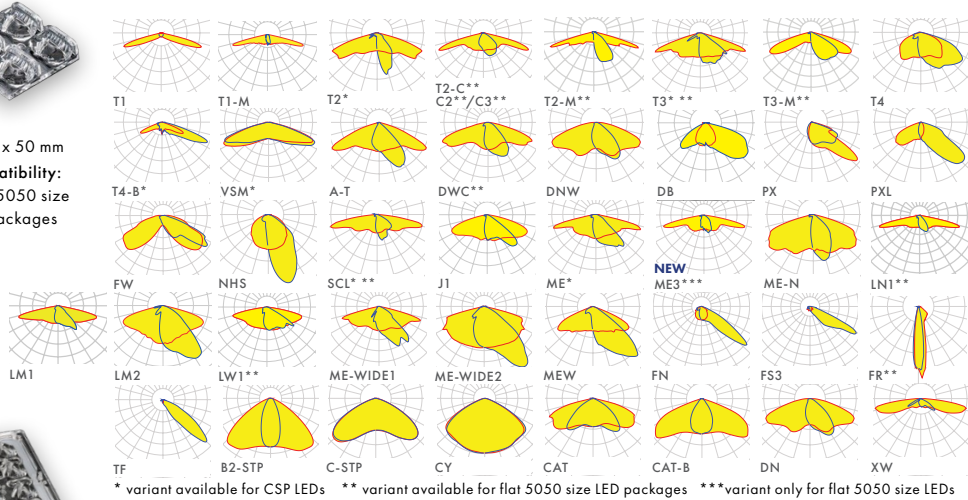 T1
T1-M
T2*
T2-C**
C2**/C3**
T2-M**
T3* **
T3-M**
T4
x 50 mm
atibility:
5050 size
ackages
T4-B*
VSM*
A-T
DWC**
DNW
DB
PX
PXL
FW
NHS
SCL* **
J1
ME*
NEW
ME3***
ME-N
LN1**
LM1
LM2
LW1**
ME-WIDE1
ME-WIDE2
MEW
FN
FS3
FR**
TF
B2-STP
C-STP
CY
CAT
CAT-B
DN
XW
* variant available for CSP LEDs ** variant available for flat 5050 size LED packages ***variant only for flat 5050 size LEDs